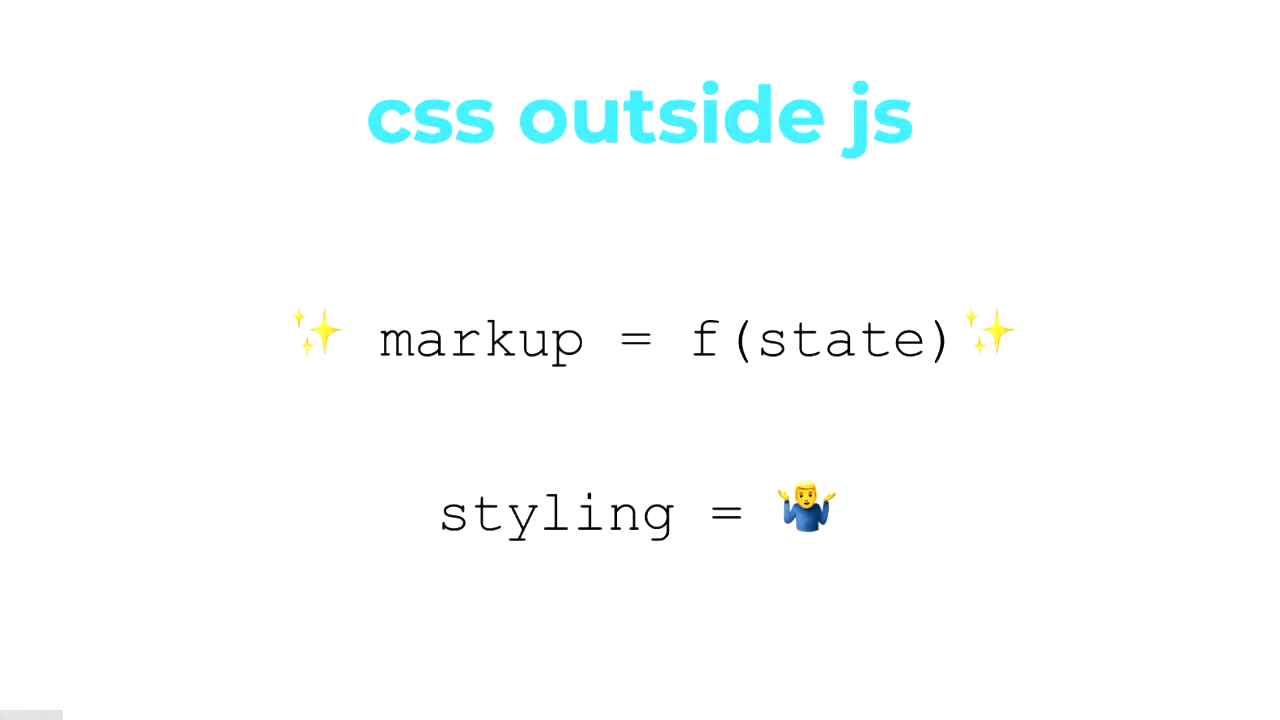 css outside js
✨ markup = f(state)✨
styling = 🤷‍♂️